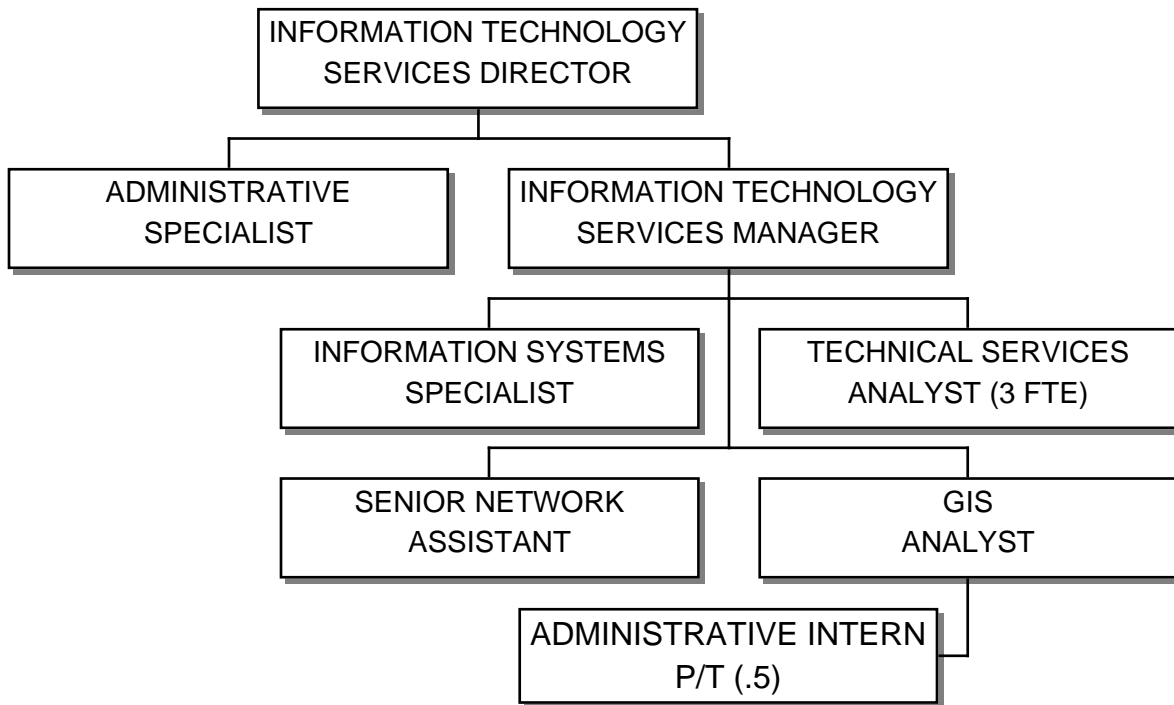 INFORMATION TECHNOLOGY
SERVICES DIRECTOR
ADMINISTRATIVE
SPECIALIST
INFORMATION TECHNOLOGY
SERVICES MANAGER
INFORMATION SYSTEMS
SPECIALIST
TECHNICAL SERVICES
ANALYST (3 FTE)
SENIOR NETWORK
ASSISTANT
GIS
ANALYST
ADMINISTRATIVE INTERN
P/T (.5)